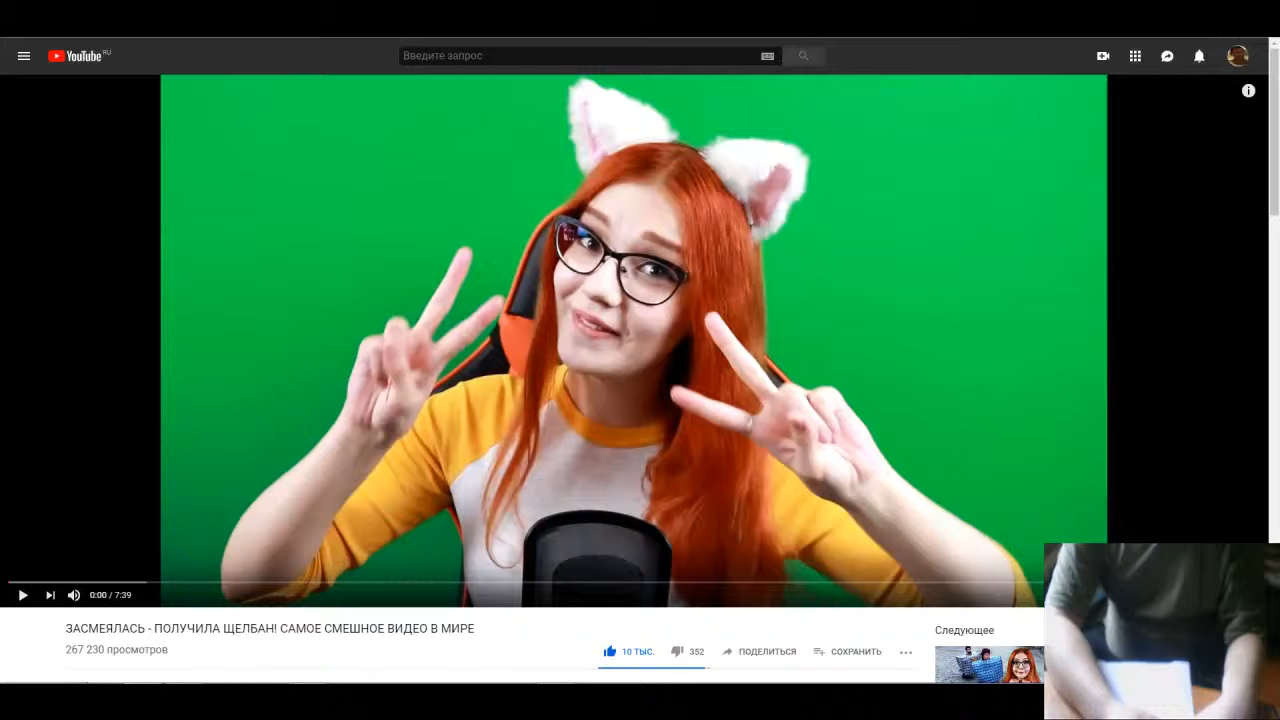 YouTube RU
Введите запрос
0:00 / 7:39
ЗАСМЕЯЛАСЬ - ПОЛУЧИЛА ЩЕЛБАН! САМОЕ СМЕШНОЕ ВИДЕО В МИРЕ
267 230 просмотров
10 ТЫС.
352
ПОДЕЛИТЬСЯ
СОХРАНИТЬ
Следующее